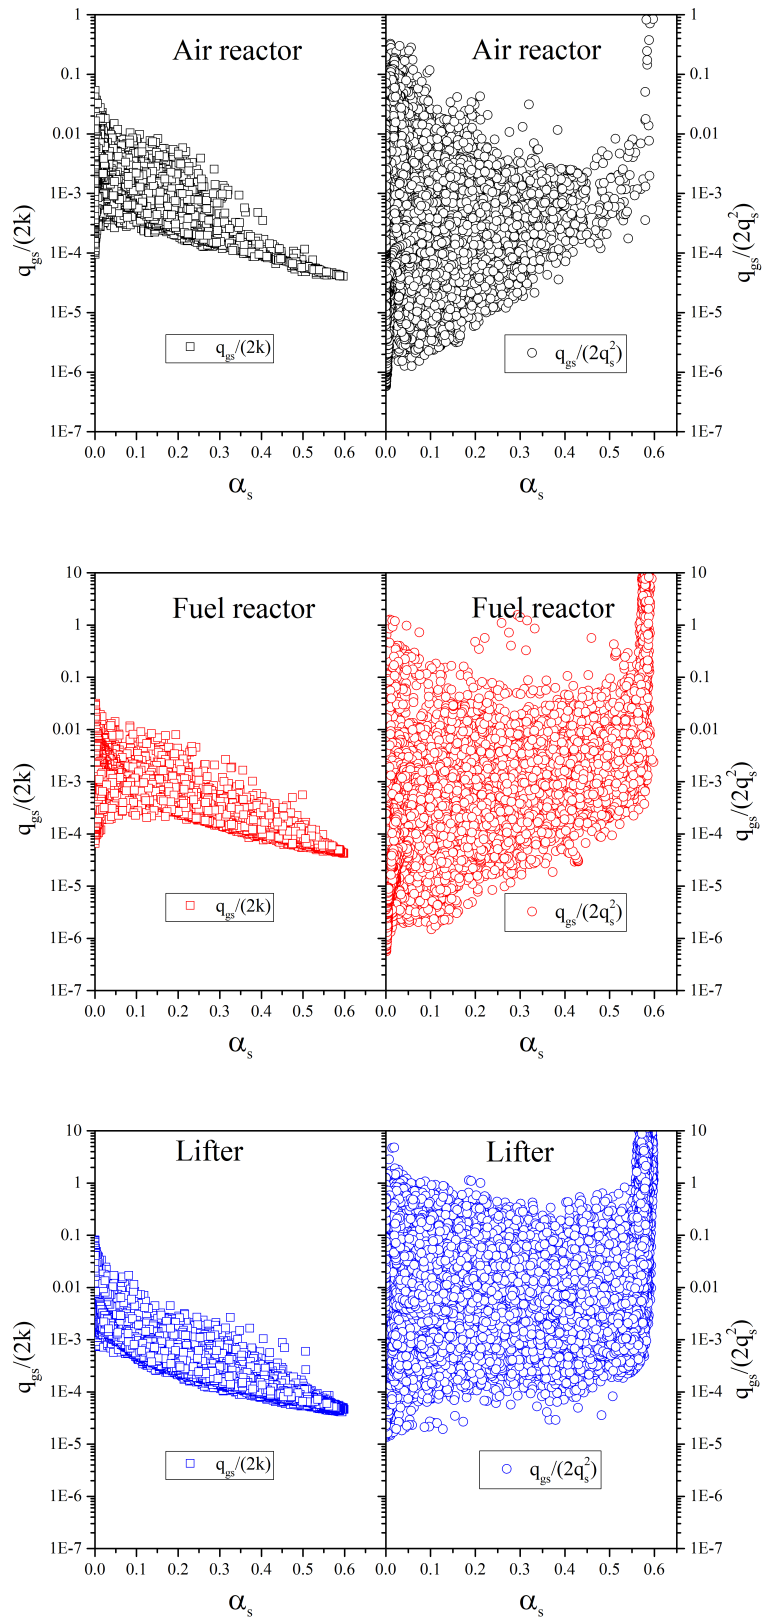 Air reactor
Air reactor
1
0.1
0.01
1E-3
1E-4
1E-5
1E-6
1E-7
q_gs/(2k)
q_gs/(2k)
q_gs/(2q_s^2)
1
0.1
0.01
1E-3
1E-4
1E-5
1E-6
1E-7
q_gs/(2q_s^2)
0.0 0.1 0.2 0.3 0.4 0.5 0.6
0.0 0.1 0.2 0.3 0.4 0.5 0.6
α_s
α_s
Fuel reactor
Fuel reactor
10
1
0.1
0.01
1E-3
1E-4
1E-5
1E-6
1E-7
q_gs/(2k)
q_gs/(2k)
q_gs/(2q_s^2)
10
1
0.1
0.01
1E-3
1E-4
1E-5
1E-6
1E-7
q_gs/(2q_s^2)
0.0 0.1 0.2 0.3 0.4 0.5 0.6
0.0 0.1 0.2 0.3 0.4 0.5 0.6
α_s
α_s
Lifter
Lifter
10
1
0.1
0.01
1E-3
1E-4
1E-5
1E-6
1E-7
q_gs/(2k)
q_gs/(2k)
q_gs/(2q_s^2)
10
1
0.1
0.01
1E-3
1E-4
1E-5
1E-6
1E-7
q_gs/(2q_s^2)
0.0 0.1 0.2 0.3 0.4 0.5 0.6
0.0 0.1 0.2 0.3 0.4 0.5 0.6
α_s
α_s